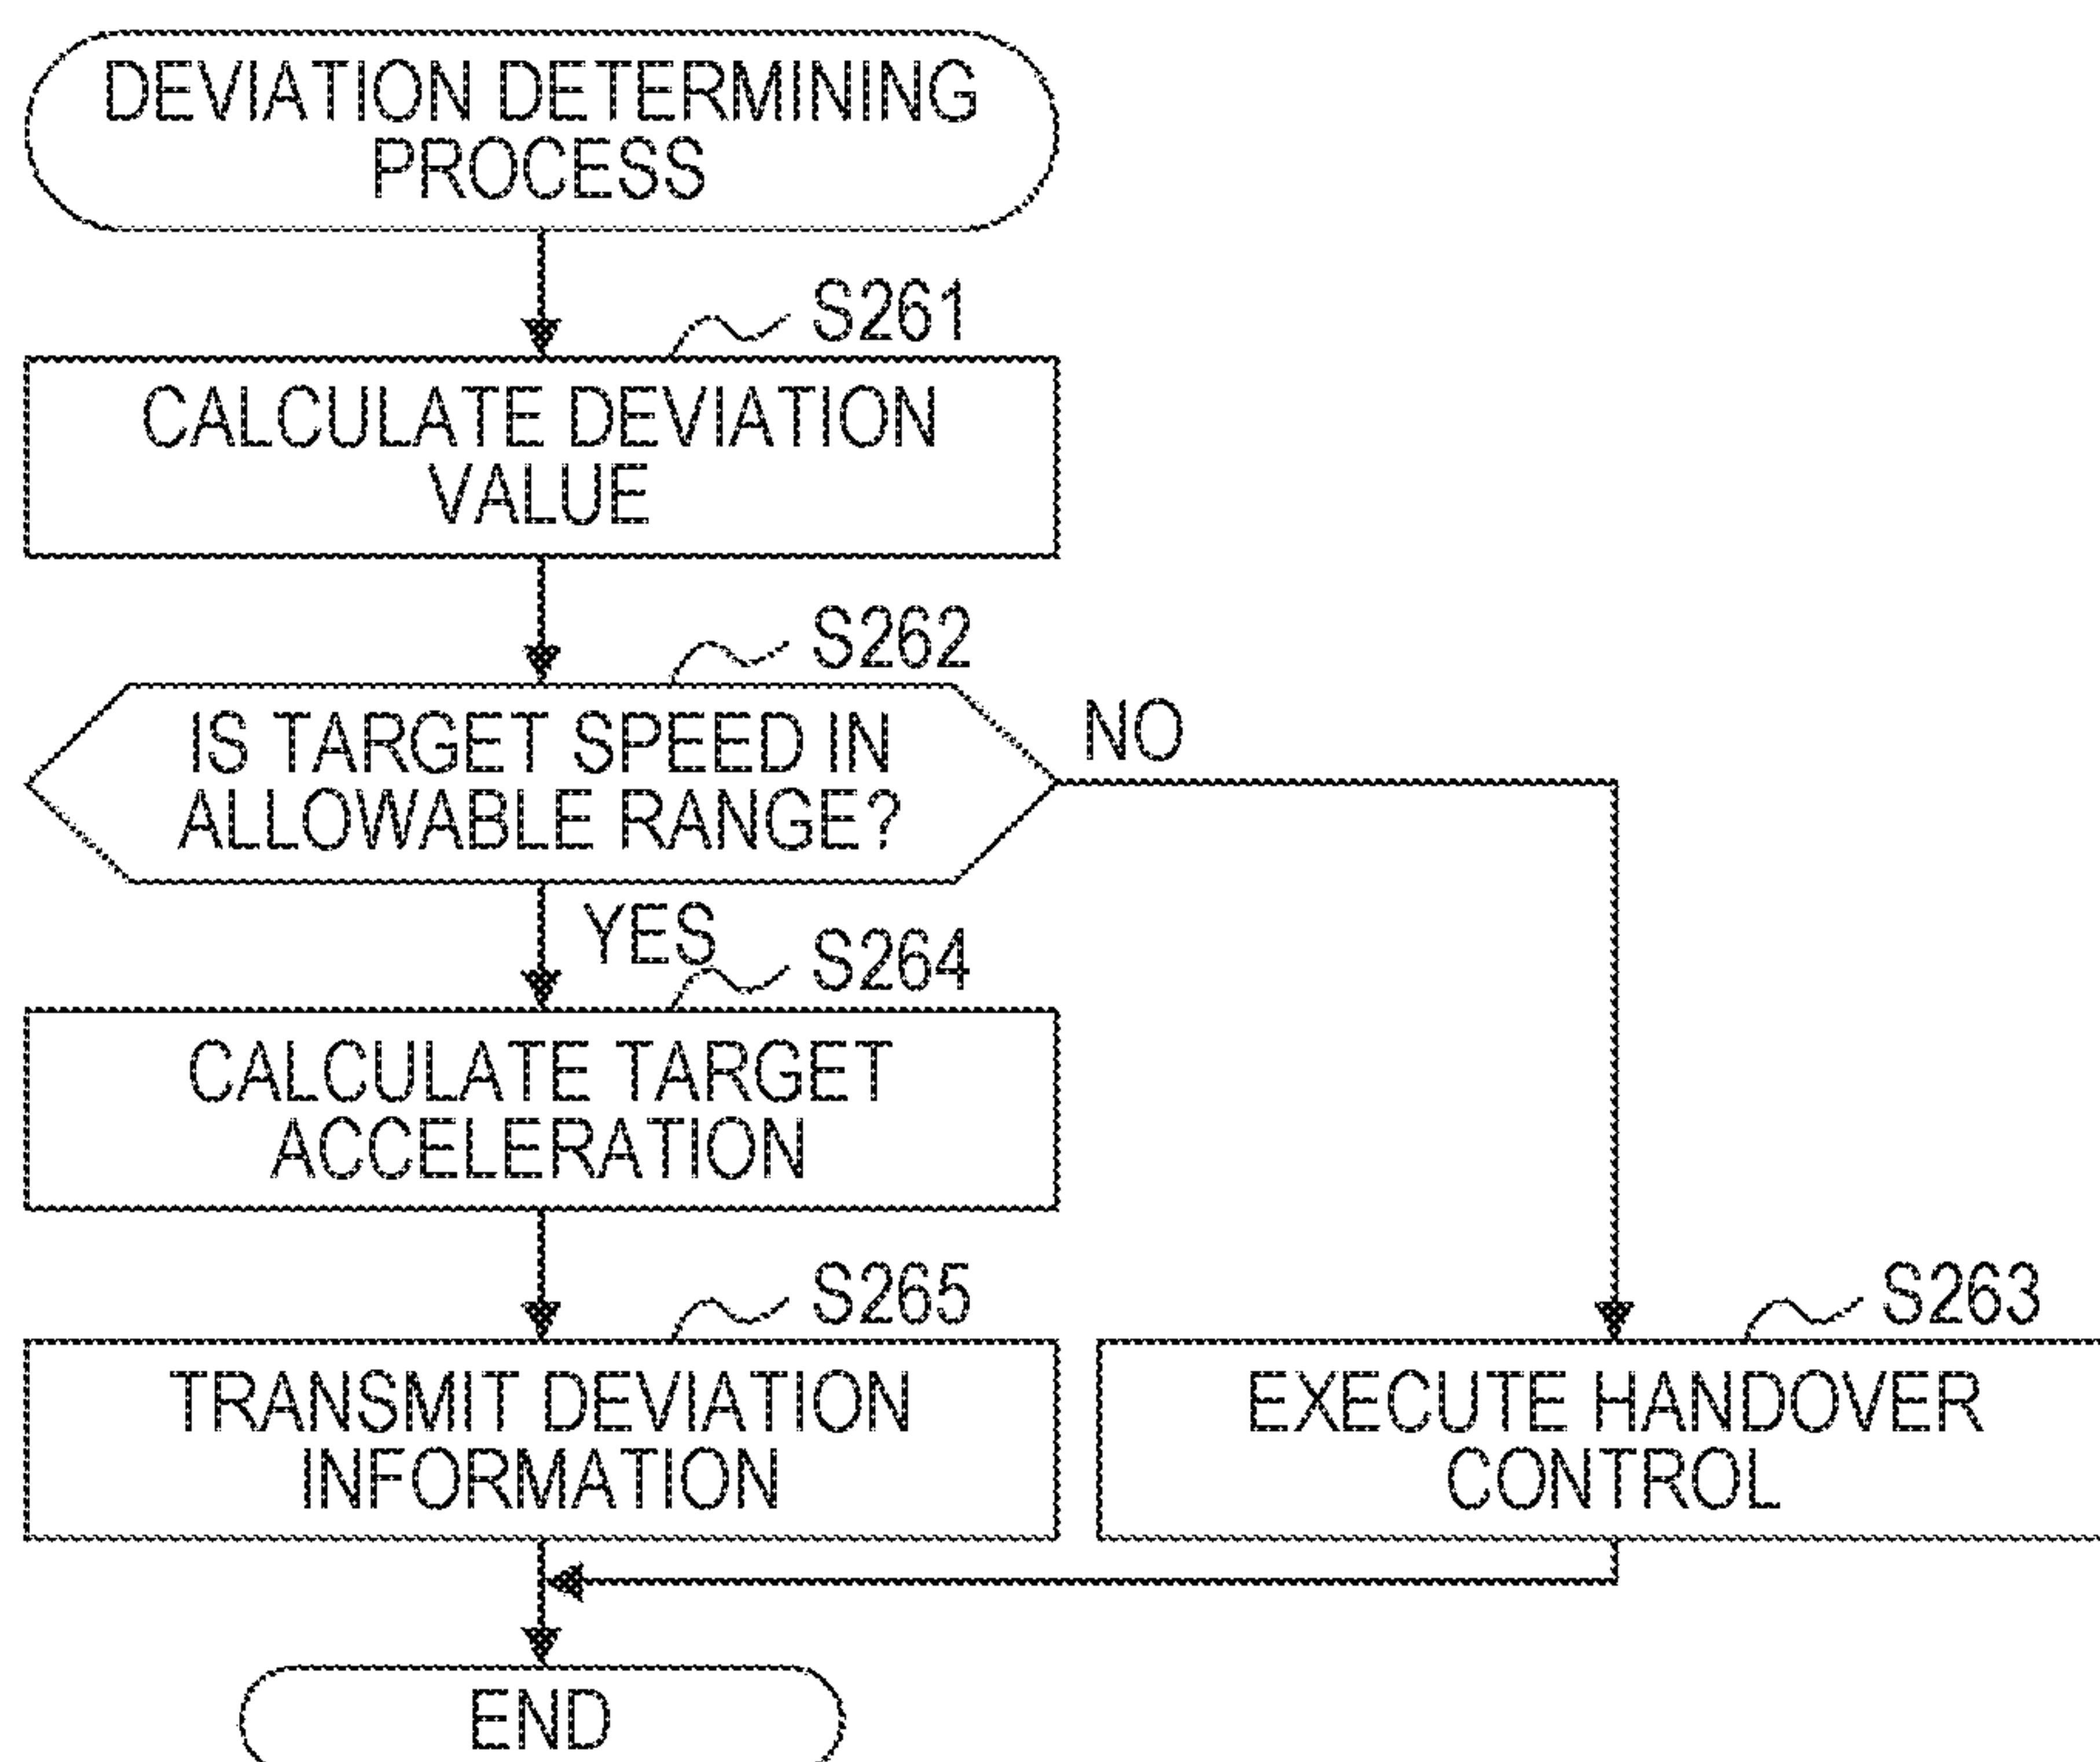 DEVIATION DETERMINING
PROCESS
S261
CALCULATE DEVIATION
VALUE
S262
IS TARGET SPEED IN
ALLOWABLE RANGE?
NO
YES
S264
CALCULATE TARGET
ACCELERATION
S265
TRANSMIT DEVIATION
INFORMATION
S263
EXECUTE HANDOVER
CONTROL
END